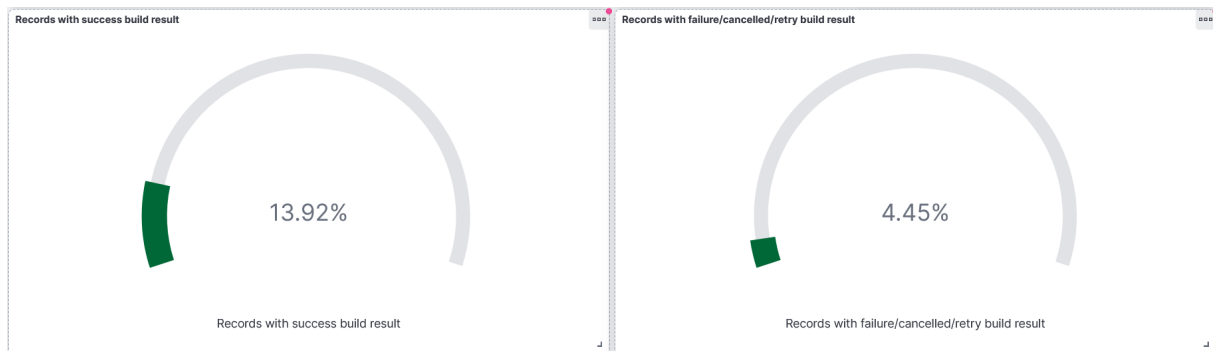 Records with success build result
Records with failure/cancelled/retry build result
13.92%
4.45%
Records with success build result
Records with failure/cancelled/retry build result